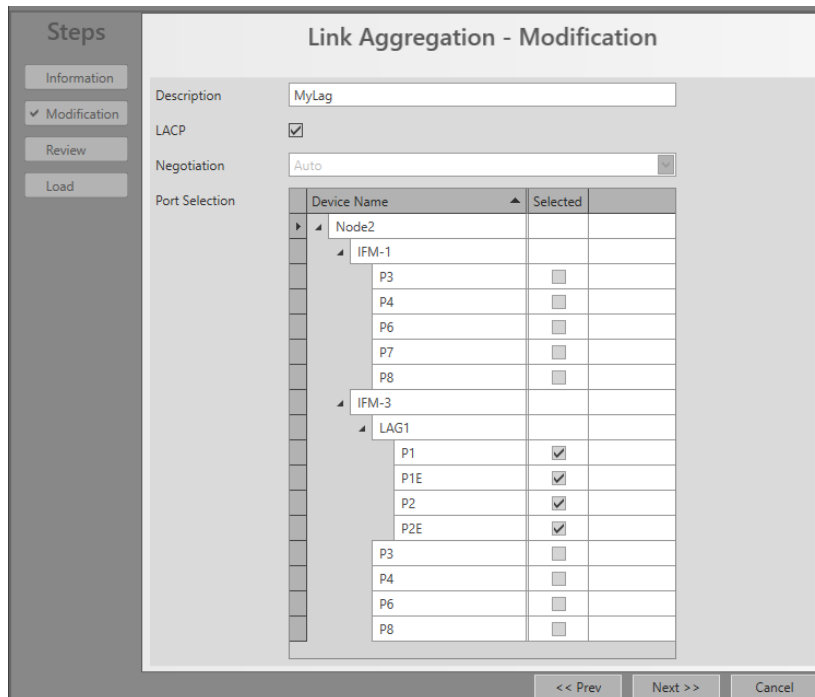 Steps
Information
Modification
Review
Load
Link Aggregation - Modification
Description MyLag
LACP
Negotiation Auto
Port Selection
Device Name Selected
Node2
IFM-1
P3
P4
P6
P7
P8
IFM-3
LAG1
P1
P1E
P2
P2E
P3
P4
P6
P8
<< Prev Next >> Cancel